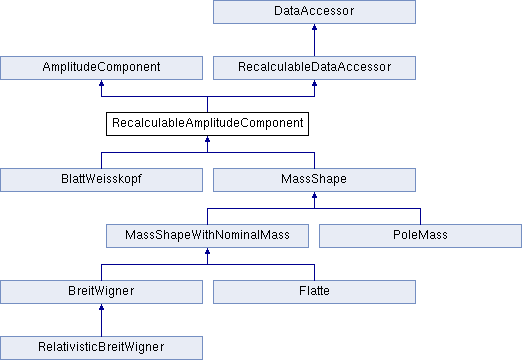 DataAccessor
AmplitudeComponent
RecalculableDataAccessor
RecalculableAmplitudeComponent
BlattWeisskopf
MassShape
MassShapeWithNominalMass
PoleMass
BreitWigner
Flatte
RelativisticBreitWigner